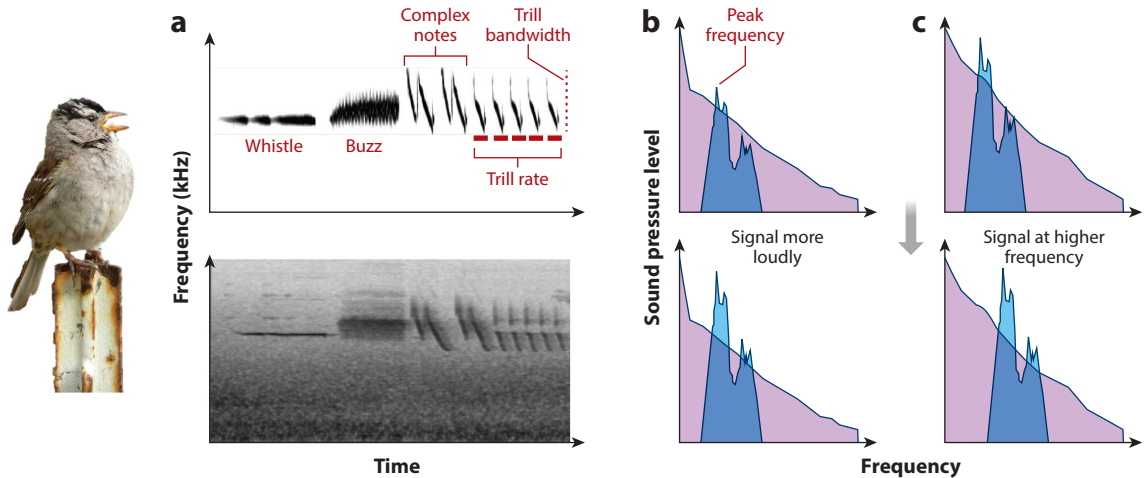 a
Complex
notes
Trill
bandwidth
Whistle
Buzz
Trill rate
Frequency (kHz)
Time
b
Peak
frequency
c
Sound pressure level
Signal more
loudly
Signal at higher
frequency
Frequency